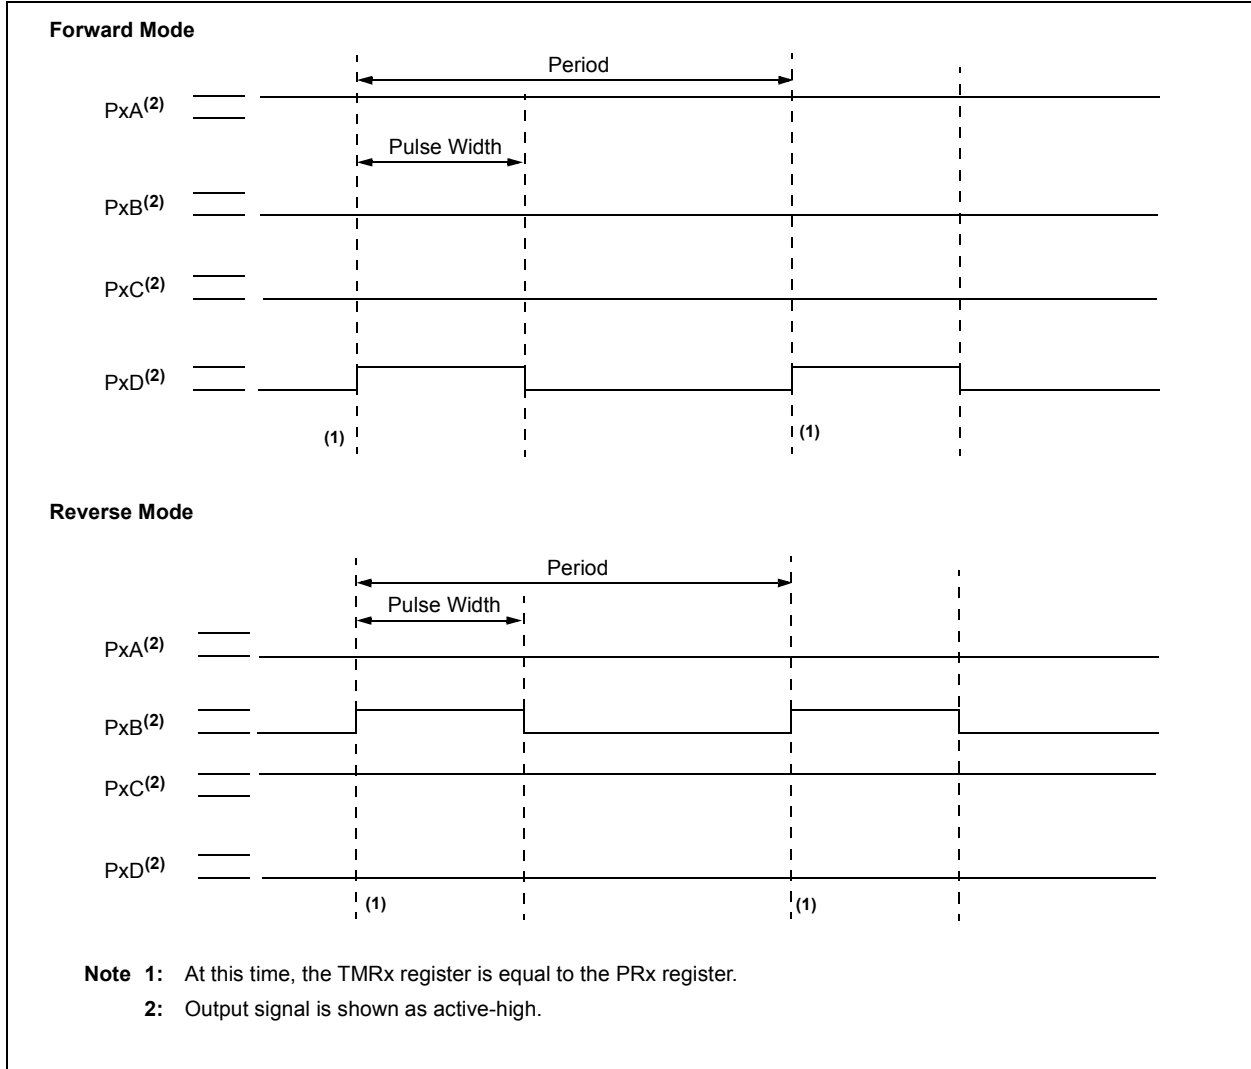 Forward Mode
Period
PxA(2)
Pulse Width
PxB(2)
PxC(2)
PxD(2)
(1)
(1)
Reverse Mode
Period
Pulse Width
PxA(2)
PxB(2)
PxC(2)
PxD(2)
(1)
(1)
Note 1: At this time, the TMRx register is equal to the PRx register.
2: Output signal is shown as active-high.